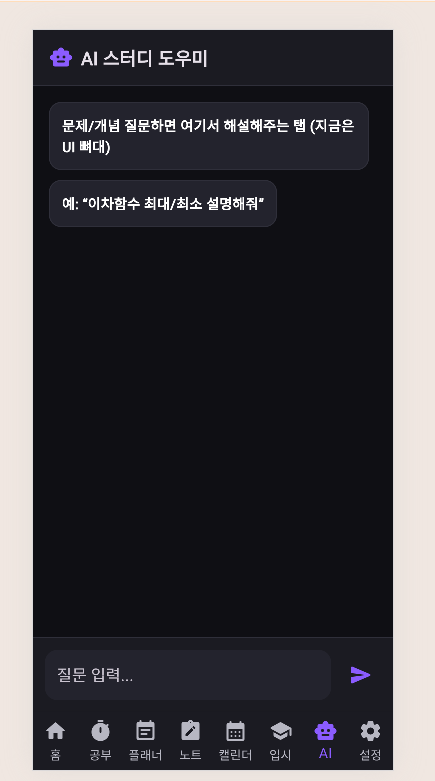 AI 스터디 도우미
문제/개념 질문하면 여기서 해설해주는 탭 (지금은
UI 뼈대)
예: “이차함수 최대/최소 설명해줘”
질문 입력...
홈
공부
플래너
노트
캘린더
입시
AI
설정